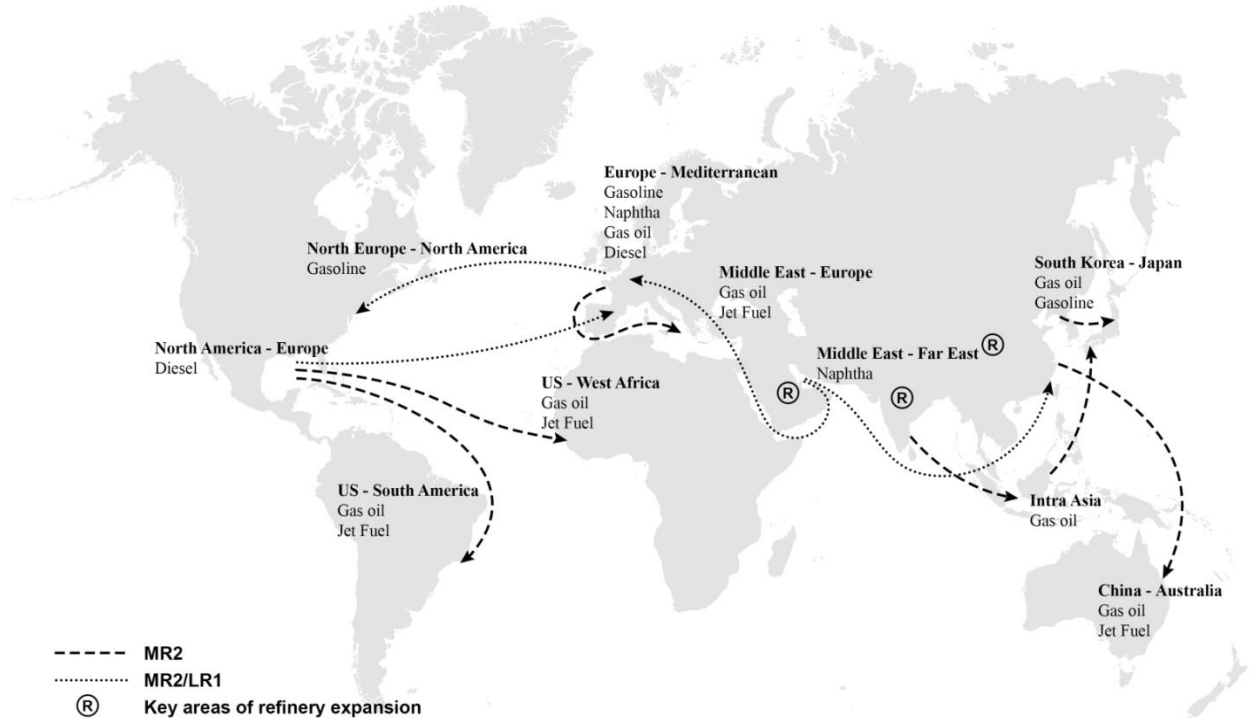 Europe - Mediterranean
Gasoline
Naphtha
Gas oil
Diesel
North Europe - North America
Gasoline
Middle East - Europe
Gas oil
Jet Fuel
South Korea - Japan
Gas oil
Gasoline
North America - Europe
Diesel
US - West Africa
Gas oil
Jet Fuel
Middle East - Far East
Naphtha
R
R
R
US - South America
Gas oil
Jet Fuel
Intra Asia
Gas oil
China - Australia
Gas oil
Jet Fuel
MR2
MR2/LR1
R Key areas of refinery expansion